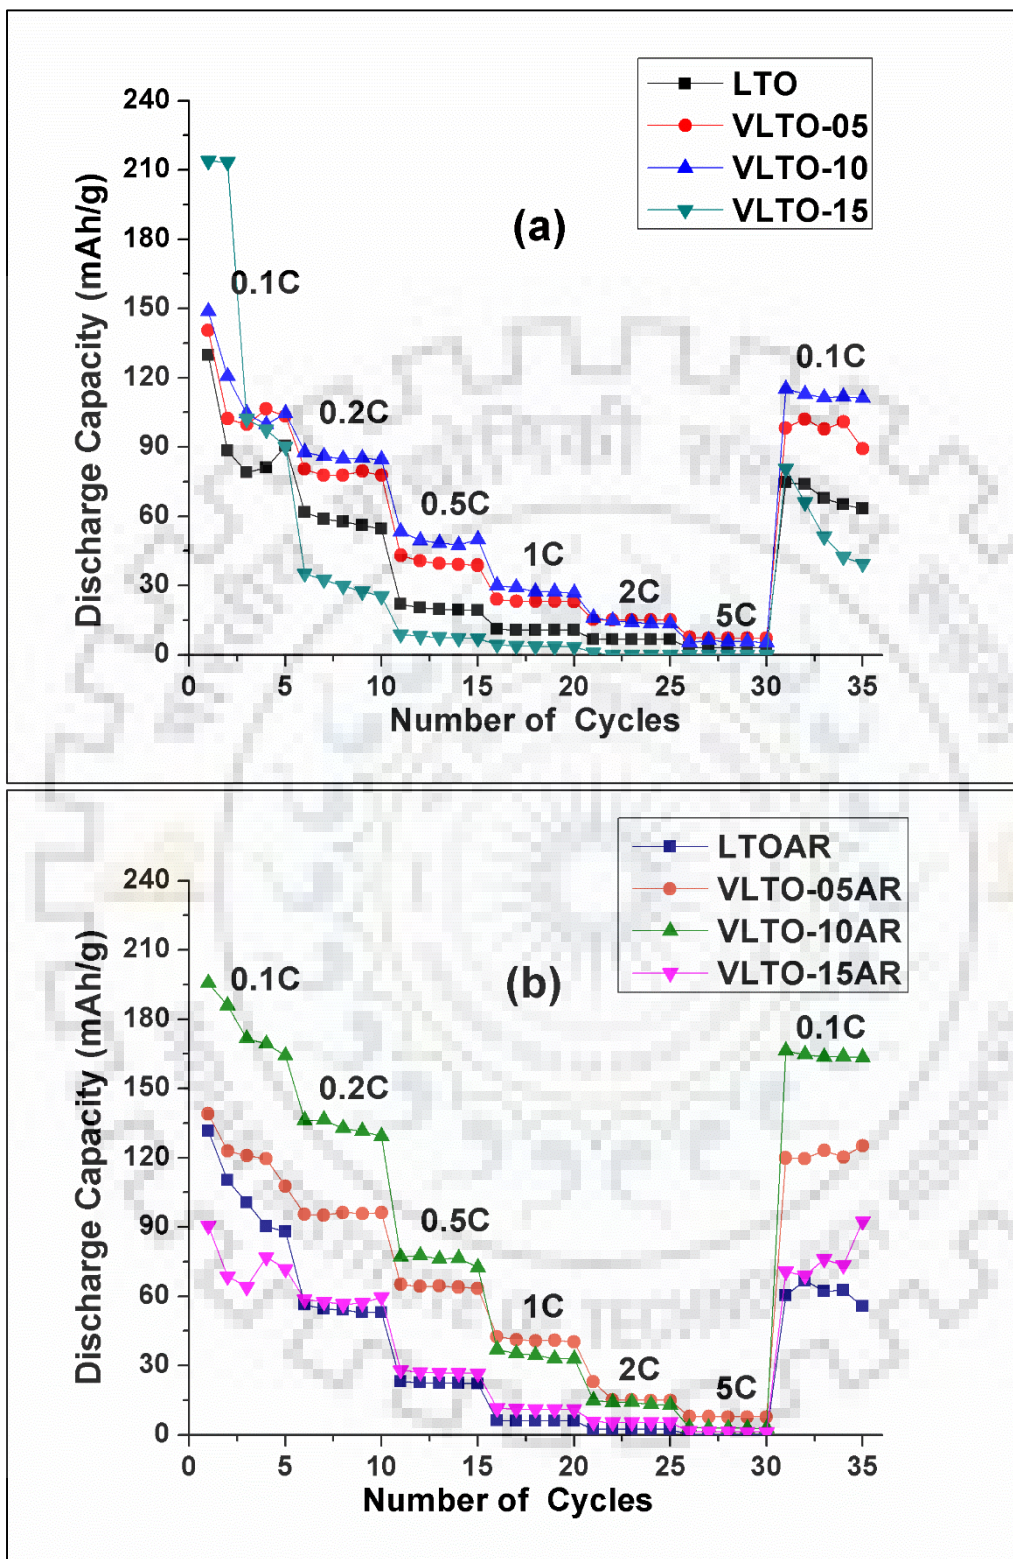 LTO
VLTO-05
VLTO-10
VLTO-15
(a)
Discharge Capacity (mAh/g)
240
210
180
150
120
90
60
30
0
0.1C
0.2C
0.5C
1C
2C
5C
0.1C
0 5 10 15 20 25 30 35
Number of Cycles
LTOAR
VLTO-05AR
VLTO-10AR
VLTO-15AR
(b)
Discharge Capacity (mAh/g)
240
210
180
150
120
90
60
30
0
0.1C
0.2C
0.5C
1C
2C
5C
0.1C
0 5 10 15 20 25 30 35
Number of Cycles